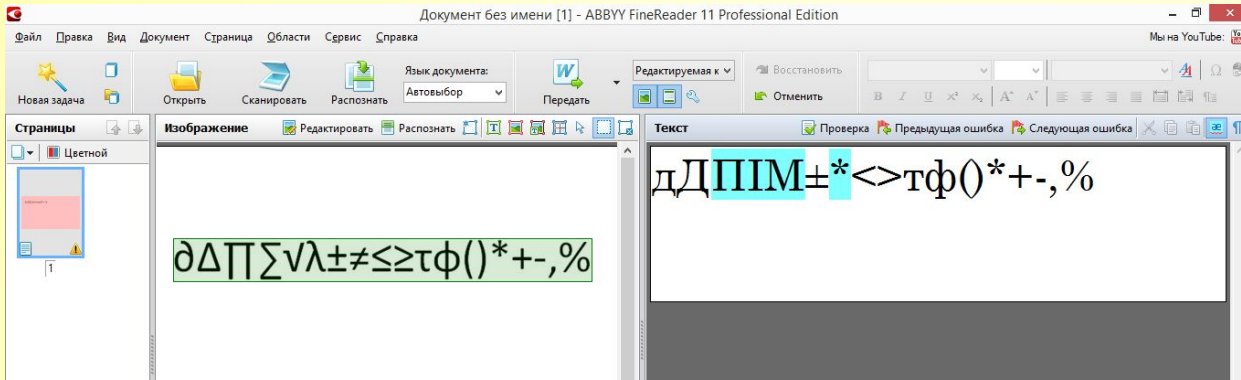 Документ без имени [1] - ABBYY FineReader 11 Professional Edition
Файл Правка Вид Документ Страница Области Сервис Справка Мы на YouTube:
Новая задача Открыть Сканировать Распознать Язык документа: Автовыбор Передать Редактируемая к Восстановить Отменить
Страницы Изображение Редактировать Распознать Текст Проверка Предыдущая ошибка Следующая ошибка
Цветной
∂∆∏∑√λ±≠≤≥τф()*+-,%
дДПІМ±*<>тф()*+-,%
1